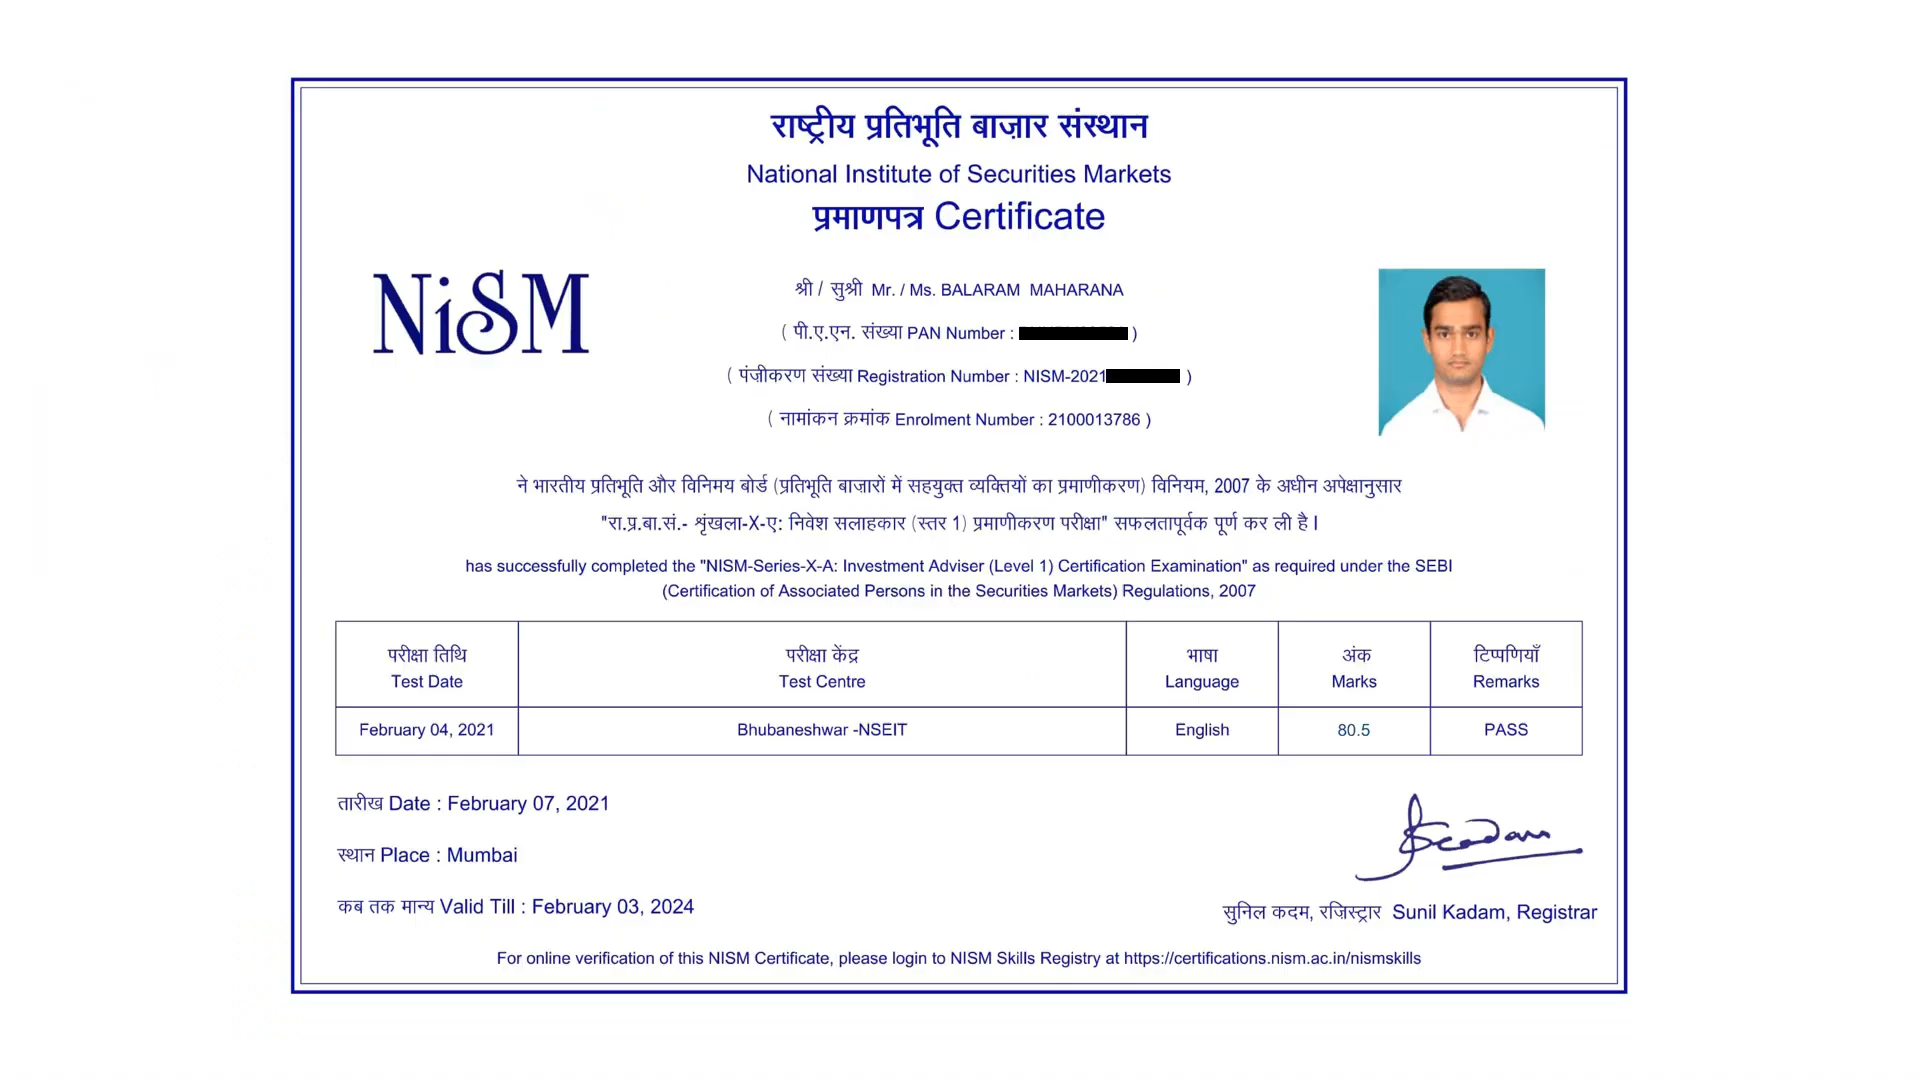 राष्ट्रीय प्रतिभूति बाज़ार संस्थान
National Institute of Securities Markets
प्रमाणपत्र Certificate
NiSM
श्री / सुश्री Mr. / Ms. BALARAM MAHARANA
( पी.ए.एन. संख्या PAN Number : )
( पंजीकरण संख्या Registration Number : NISM-2021 )
( नामांकन क्रमांक Enrolment Number : 2100013786 )
ने भारतीय प्रतिभूति और विनिमय बोर्ड (प्रतिभूति बाजारों में सहयुक्त व्यक्तियों का प्रमाणीकरण) विनियम, 2007 के अधीन अपेक्षानुसार
"रा.प्र.बा.सं.- शृंखला-X-ए: निवेश सलाहकार (स्तर 1) प्रमाणीकरण परीक्षा" सफलतापूर्वक पूर्ण कर ली है।
has successfully completed the "NISM-Series-X-A: Investment Adviser (Level 1) Certification Examination" as required under the SEBI
(Certification of Associated Persons in the Securities Markets) Regulations, 2007
परीक्षा तिथि परीक्षा केंद्र भाषा अंक टिप्पणियाँ
Test Date Test Centre Language Marks Remarks
February 04, 2021 Bhubaneshwar -NSEIT English 80.5 PASS
तारीख Date : February 07, 2021
स्थान Place : Mumbai
कब तक मान्य Valid Till : February 03, 2024
सुनिल कदम, रजिस्ट्रार Sunil Kadam, Registrar
For online verification of this NISM Certificate, please login to NISM Skills Registry at https://certifications.nism.ac.in/nismskills